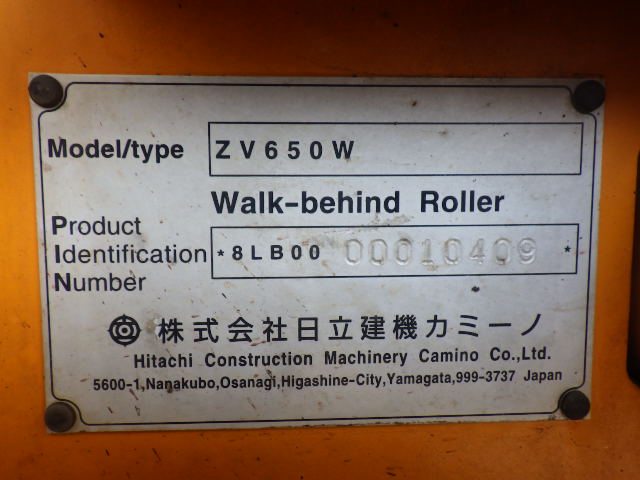 Model/type ZV650W
Walk-behind Roller
Product
Identification
Number
*8LB00 00010409 *
株式会社日立建機カミーノ
Hitachi Construction Machinery Camino Co.,Ltd.
5600-1,Nanakubo,Osanagi,Higashine-City,Yamagata,999-3737 Japan